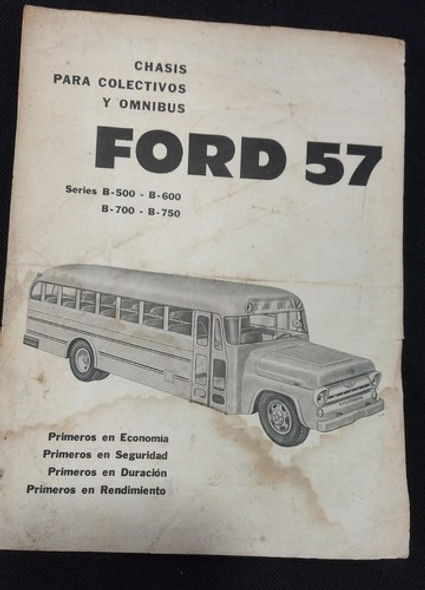 CHASIS
PARA COLECTIVOS
Y OMNIBUS
FORD 57
Series B-500 - B-600
B-700 - B-750
Primeros en Economía
Primeros en Seguridad
Primeros en Duración
Primeros en Rendimiento